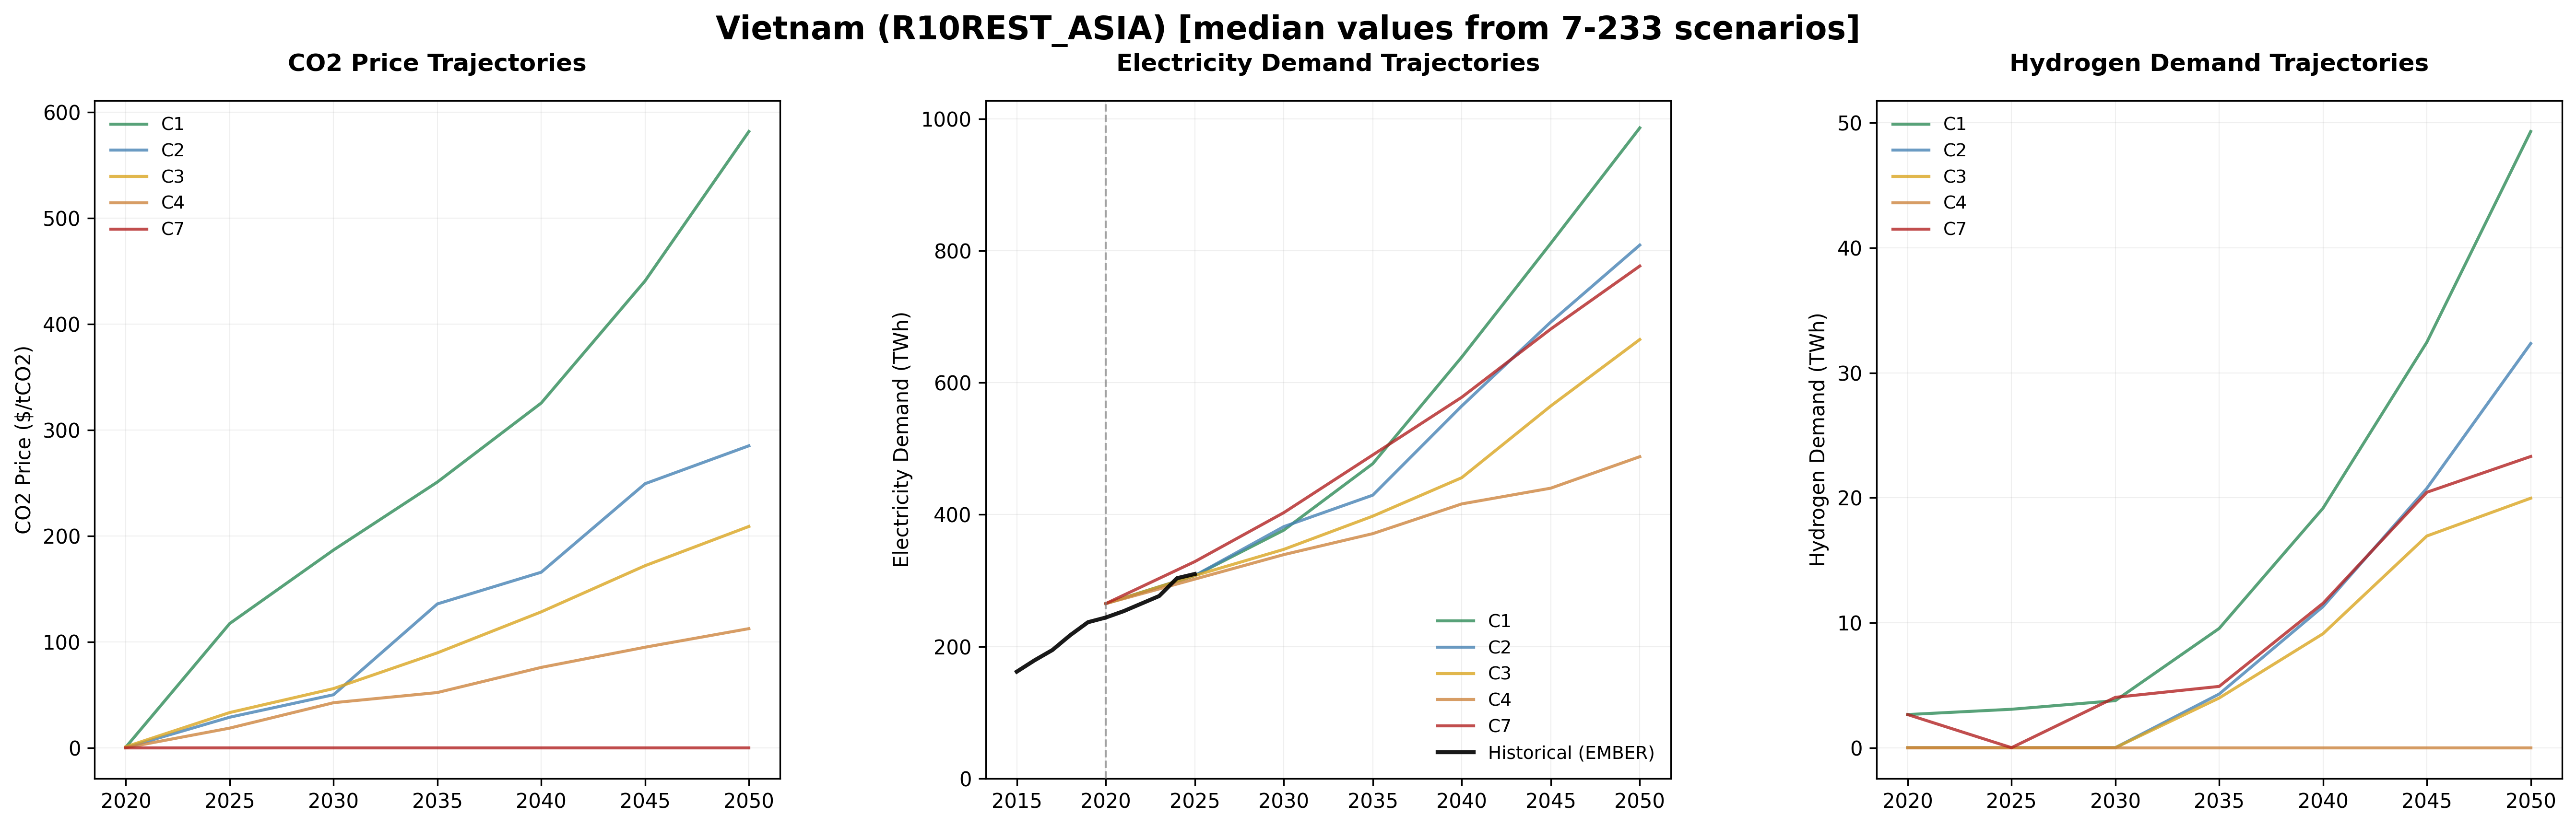 Vietnam (R10REST_ASIA) [median values from 7-233 scenarios]
CO2 Price Trajectories
CO2 Price ($/tCO2)
600
500
400
300
200
100
0
2020 2025 2030 2035 2040 2045 2050
C1
C2
C3
C4
C7
Electricity Demand Trajectories
Electricity Demand (TWh)
1000
800
600
400
200
0
2015 2020 2025 2030 2035 2040 2045 2050
C1
C2
C3
C4
C7
Historical (EMBER)
Hydrogen Demand Trajectories
Hydrogen Demand (TWh)
50
40
30
20
10
0
2020 2025 2030 2035 2040 2045 2050
C1
C2
C3
C4
C7